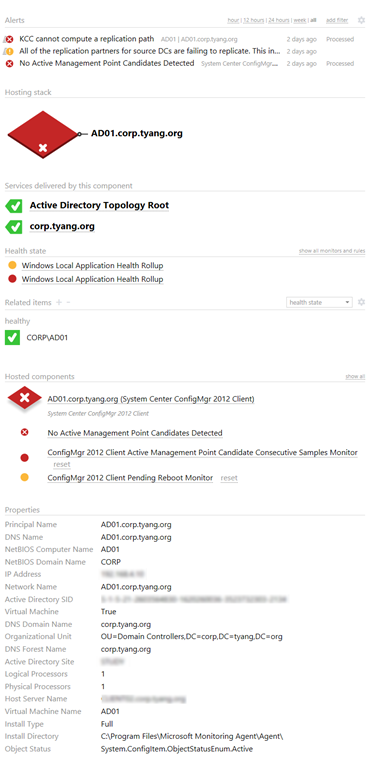 Alerts
hour | 12 hours | 24 hours | week | all add filter
KCC cannot compute a replication path AD01 | AD01.corp.tyang.org 2 days ago Processed
All of the replication partners for source DCs are failing to replicate. This in... 2 days ago
No Active Management Point Candidates Detected System Center ConfigMgr... 2 days ago Processed
Hosting stack
AD01.corp.tyang.org
Services delivered by this component
Active Directory Topology Root
corp.tyang.org
Health state show all monitors and rules
Windows Local Application Health Rollup
Windows Local Application Health Rollup
Related items + − health state
healthy
CORP\AD01
Hosted components show all
AD01.corp.tyang.org (System Center ConfigMgr 2012 Client)
System Center ConfigMgr 2012 Client
No Active Management Point Candidates Detected
ConfigMgr 2012 Client Active Management Point Candidate Consecutive Samples Monitor
reset
ConfigMgr 2012 Client Pending Reboot Monitor reset
Properties
Principal Name AD01.corp.tyang.org
DNS Name AD01.corp.tyang.org
NetBIOS Computer Name AD01
NetBIOS Domain Name CORP
IP Address
Network Name AD01.corp.tyang.org
Active Directory SID
Virtual Machine True
DNS Domain Name corp.tyang.org
Organizational Unit OU=Domain Controllers,DC=corp,DC=tyang,DC=org
DNS Forest Name corp.tyang.org
Active Directory Site
Logical Processors 1
Physical Processors 1
Host Server Name
Virtual Machine Name AD01
Install Type Full
Install Directory C:\Program Files\Microsoft Monitoring Agent\Agent\
Object Status System.ConfigItem.ObjectStatusEnum.Active